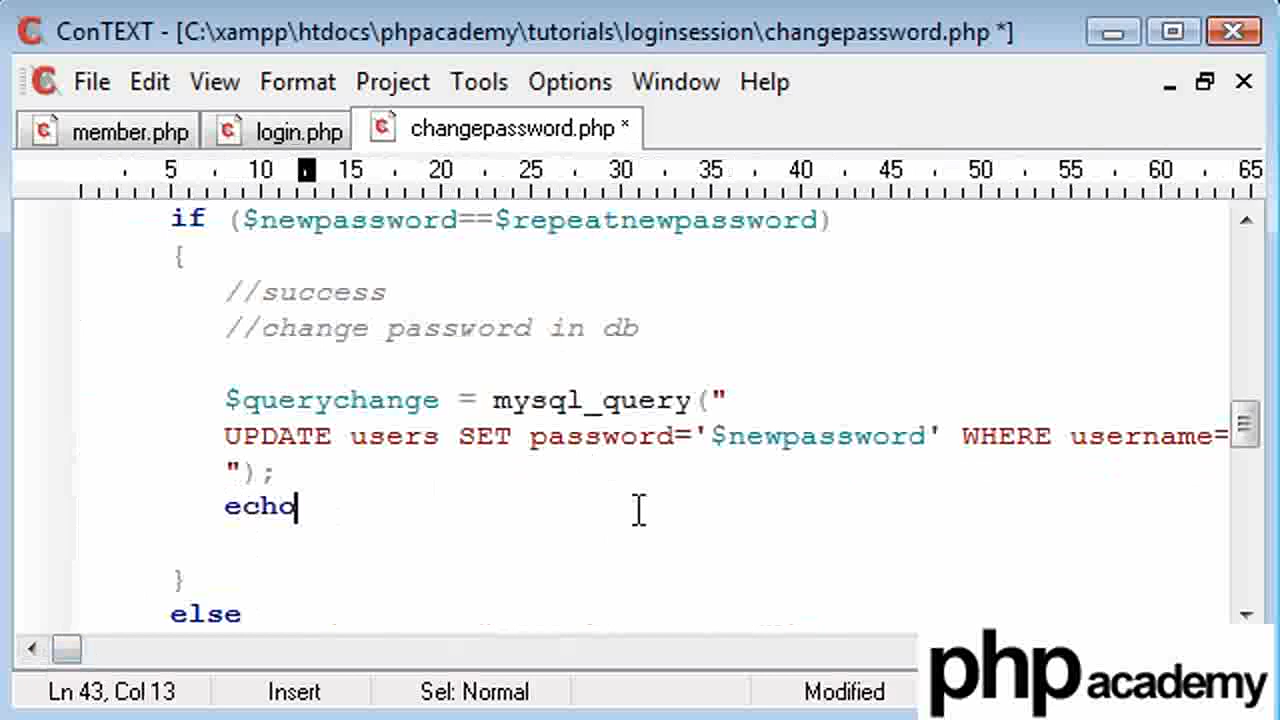 ConTEXT - [C:\xampp\htdocs\phpacademy\tutorials\loginsession\changepassword.php *]
File Edit View Format Project Tools Options Window Help
member.php login.php changepassword.php *
5 10 15 20 25 30 35 40 45 50 55 60 65
if ($newpassword==$repeatnewpassword)
{
//success
//change password in db
$querychange = mysql_query("
UPDATE users SET password='$newpassword' WHERE username=
");
echo
}
else
Ln 43, Col 13 Insert Sel: Normal Modified
php academy